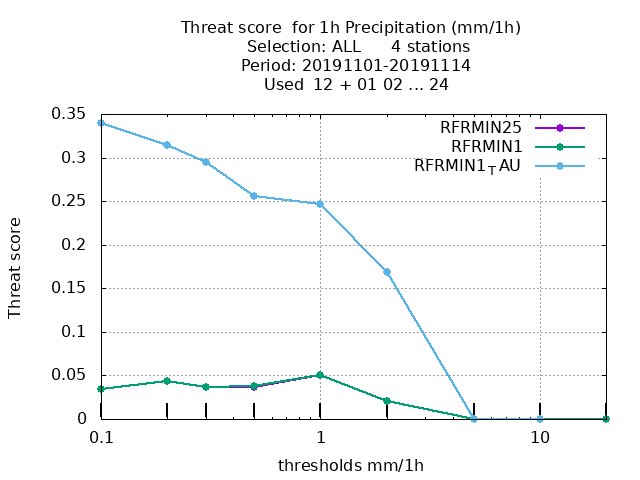 Threat score  for 1h Precipitation (mm/1h)
Selection: ALL      4 stations
Period: 20191101-20191114
Used  12 + 01 02 ... 24
RFRMIN25
RFRMIN1
RFRMIN1TAU
0.35
0.3
0.25
0.2
0.15
0.1
0.05
0
Threat score
0.1
1
10
thresholds mm/1h